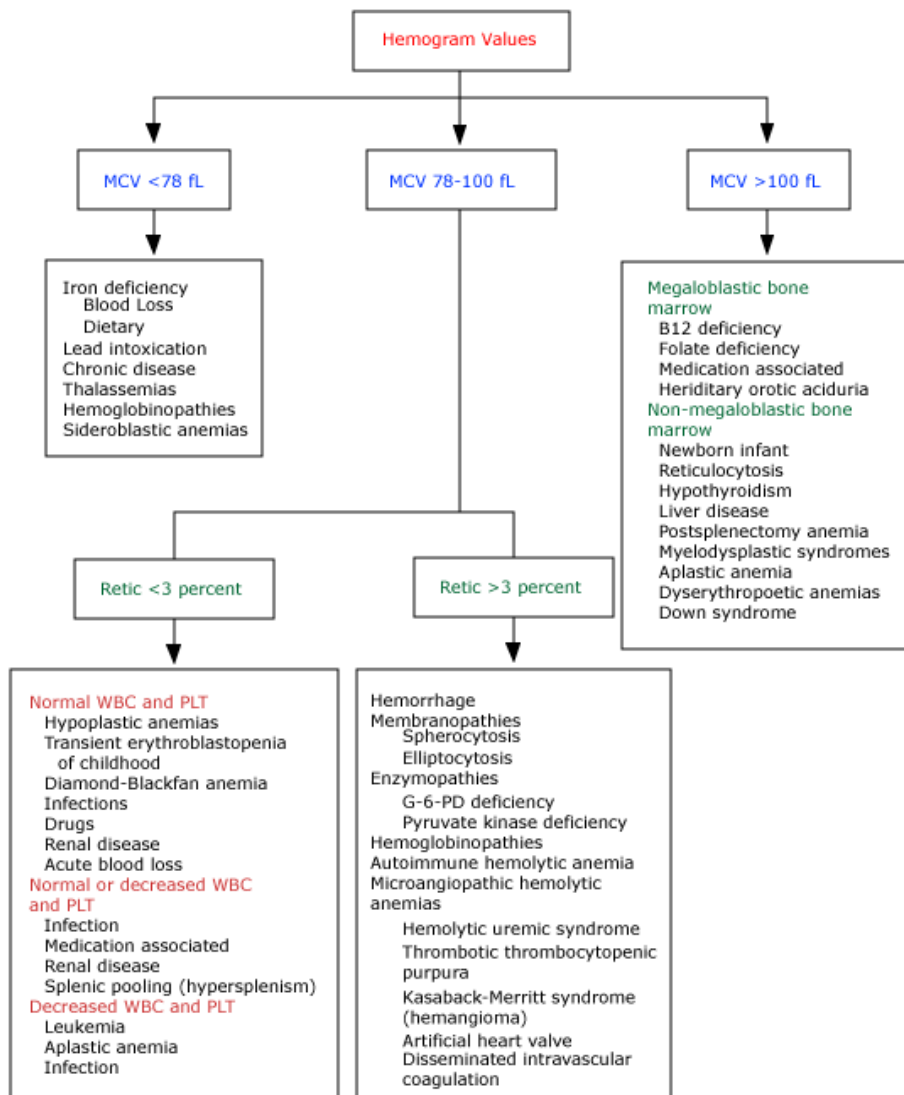 Hemogram Values
MCV <78 fL
MCV 78-100 fL
MCV >100 fL
Iron deficiency
Blood Loss
Dietary
Lead intoxication
Chronic disease
Thalassemias
Hemoglobinopathies
Sideroblastic anemias
Megaloblastic bone
marrow
B12 deficiency
Folate deficiency
Medication associated
Heriditary orotic aciduria
Non-megaloblastic bone
marrow
Newborn infant
Reticulocytosis
Hypothyroidism
Liver disease
Postsplenectomy anemia
Myelodysplastic syndromes
Aplastic anemia
Dyserythropoetic anemias
Down syndrome
Retic <3 percent
Retic >3 percent
Normal WBC and PLT
Hypoplastic anemias
Transient erythroblastopenia
of childhood
Diamond-Blackfan anemia
Infections
Drugs
Renal disease
Acute blood loss
Normal or decreased WBC
and PLT
Infection
Medication associated
Renal disease
Splenic pooling (hypersplenism)
Decreased WBC and PLT
Leukemia
Aplastic anemia
Infection
Hemorrhage
Membranopathies
Spherocytosis
Elliptocytosis
Enzymopathies
G-6-PD deficiency
Pyruvate kinase deficiency
Hemoglobinopathies
Autoimmune hemolytic anemia
Microangiopathic hemolytic
anemias
Hemolytic uremic syndrome
Thrombotic thrombocytopenic
purpura
Kasaback-Merritt syndrome
(hemangioma)
Artificial heart valve
Disseminated intravascular
coagulation